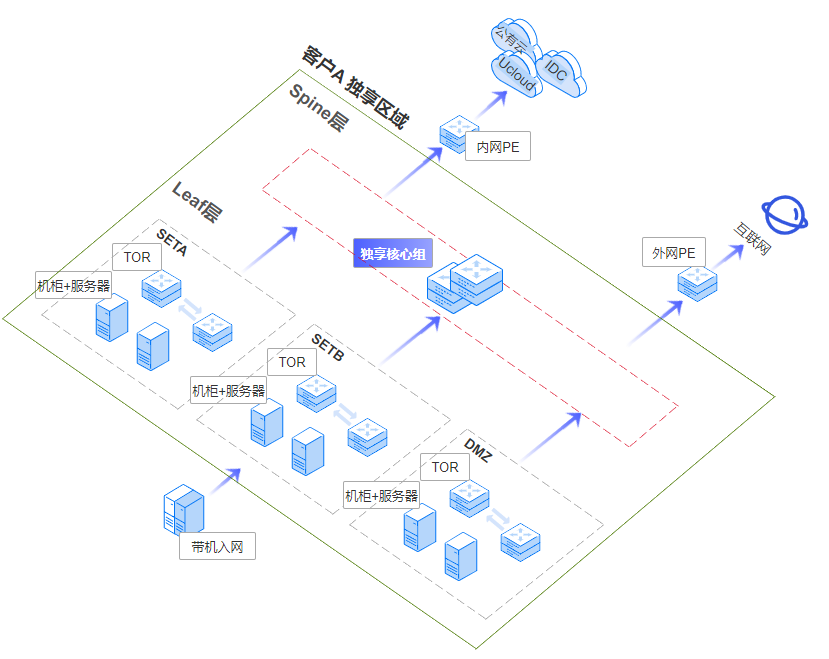 公有云
Ucloud
IDC
客户A 独享区域
Spine层
内网PE
Leaf层
互联网
外网PE
独享核心组
SETA
TOR
机柜+服务器
SETB
TOR
机柜+服务器
DMZ
TOR
机柜+服务器
带机入网